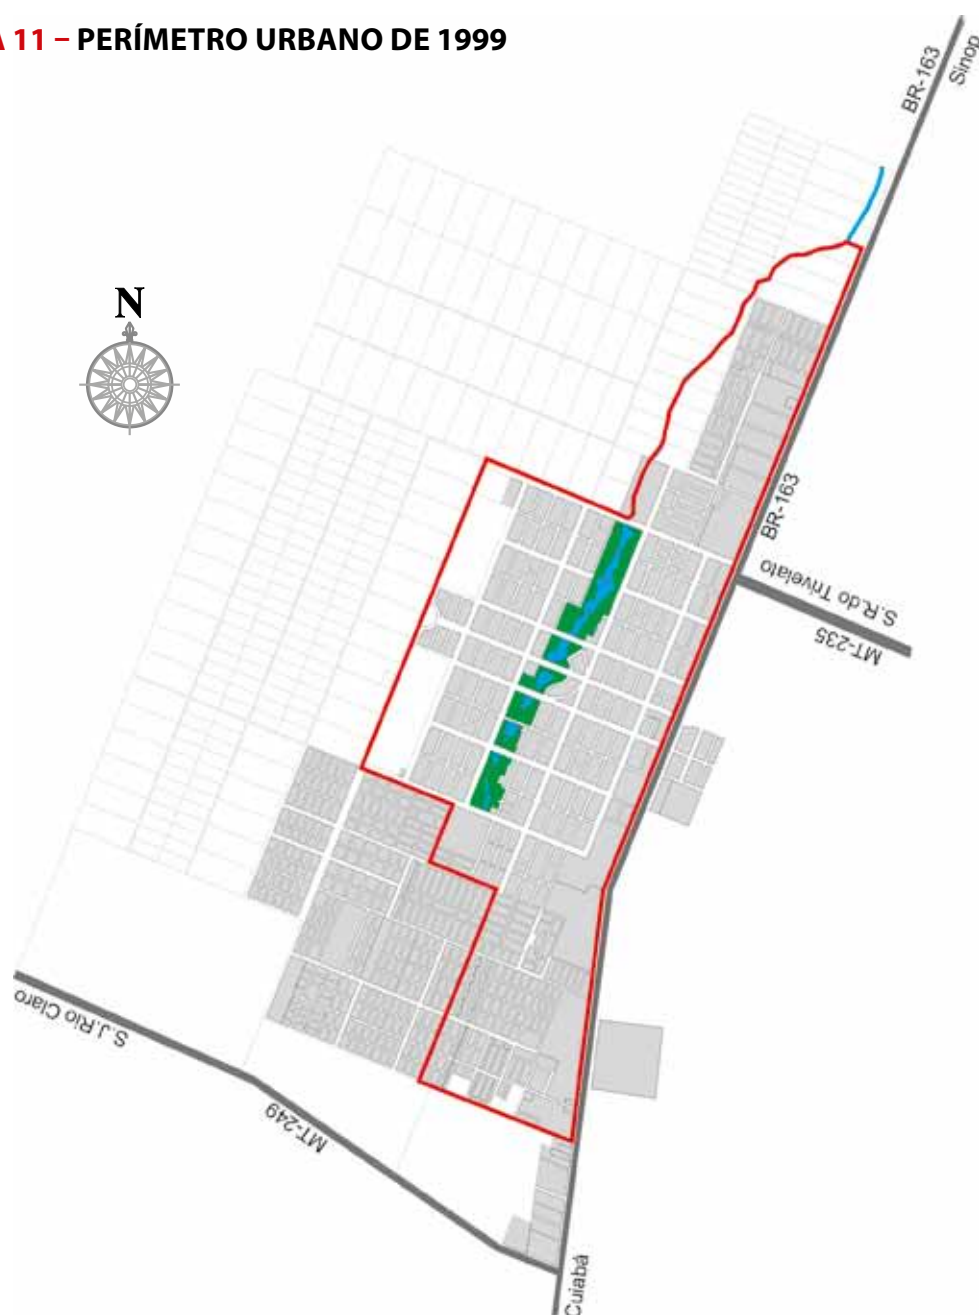 A 11 – PERÍMETRO URBANO DE 1999
BR-163
Sinop
N
BR-163
S.R.do Trivelato
MT-235
S.J.Rio Claro
MT-249
Cuiabá